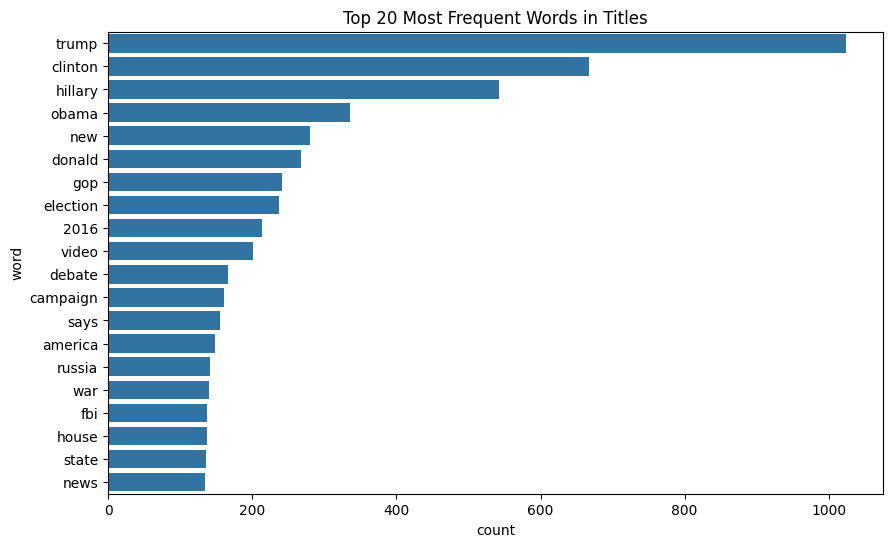 Top 20 Most Frequent Words in Titles
trump
clinton
hillary
obama
new
donald
gop
election
2016
video
debate
campaign
says
america
russia
war
fbi
house
state
news
word
0 200 400 600 800 1000
count